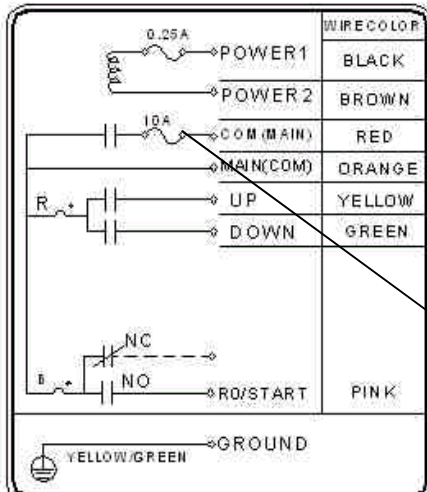 WIRECOLOR
0.25A
POWER1 BLACK
POWER2 BROWN
10A
COM(MAIN) RED
MAIN(COM) ORANGE
R UP YELLOW
DOWN GREEN
NC
NO
RO/START PINK
GROUND
YELLOW/GREEN